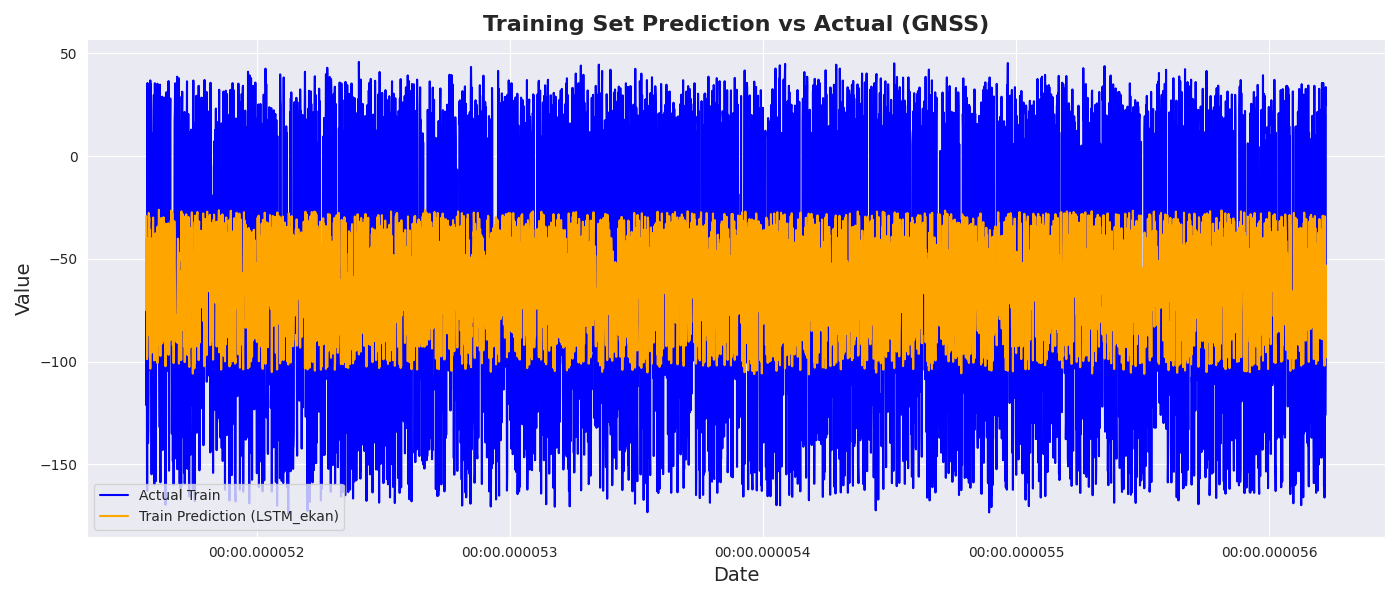 Training Set Prediction vs Actual (GNSS)
50
0
−50
−100
−150
Value
Actual Train
Train Prediction (LSTM_ekan)
00:00.000052
00:00.000053
00:00.000054
00:00.000055
00:00.000056
Date